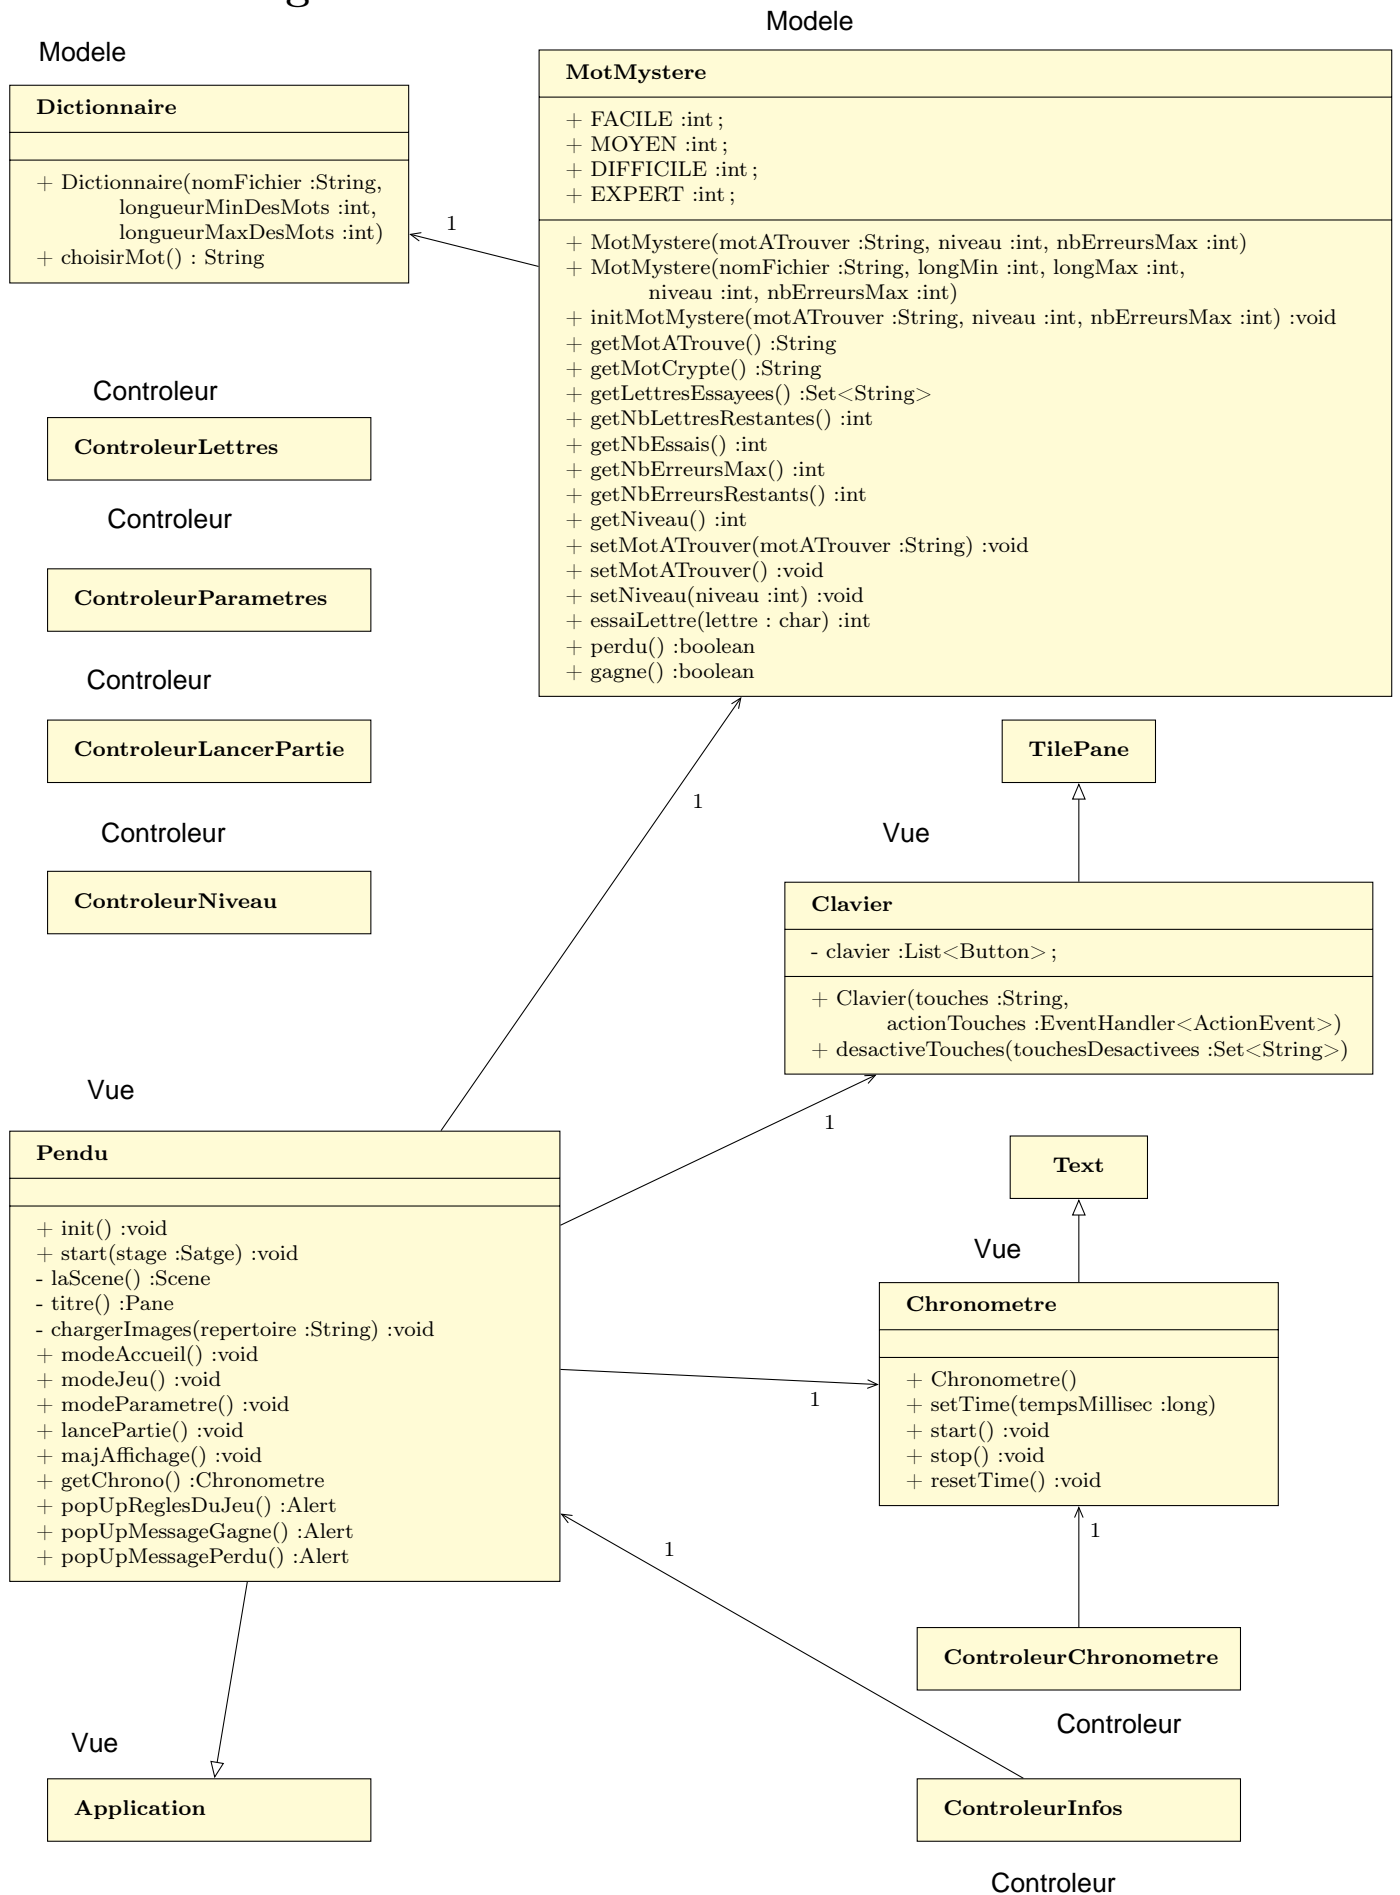 Modele
Dictionnaire
+ Dictionnaire(nomFichier :String,
longueurMinDesMots :int,
longueurMaxDesMots :int)
+ choisirMot() : String
1
Modele
MotMystere
+ FACILE :int ;
+ MOYEN :int ;
+ DIFFICILE :int ;
+ EXPERT :int ;
+ MotMystere(motATrouver :String, niveau :int, nbErreursMax :int)
+ MotMystere(nomFichier :String, longMin :int, longMax :int,
niveau :int, nbErreursMax :int)
+ initMotMystere(motATrouver :String, niveau :int, nbErreursMax :int) :void
+ getMotATrouve() :String
+ getMotCrypte() :String
+ getLettresEssayees() :Set<String>
+ getNbLettresRestantes() :int
+ getNbEssais() :int
+ getNbErreursMax() :int
+ getNbErreursRestants() :int
+ getNiveau() :int
+ setMotATrouver(motATrouver :String) :void
+ setMotATrouver() :void
+ setNiveau(niveau :int) :void
+ essaiLettre(lettre : char) :int
+ perdu() :boolean
+ gagne() :boolean
Controleur
ControleurLettres
Controleur
ControleurParametres
Controleur
ControleurLancerPartie
Controleur
ControleurNiveau
1
TilePane
Vue
Clavier
- clavier :List<Button> ;
+ Clavier(touches :String,
actionTouches :EventHandler<ActionEvent>)
+ desactiveTouches(touchesDesactivees :Set<String>)
1
Vue
Pendu
+ init() :void
+ start(stage :Satge) :void
- laScene() :Scene
- titre() :Pane
- chargerImages(repertoire :String) :void
+ modeAccueil() :void
+ modeJeu() :void
+ modeParametre() :void
+ lancePartie() :void
+ majAffichage() :void
+ getChrono() :Chronometre
+ popUpReglesDuJeu() :Alert
+ popUpMessageGagne() :Alert
+ popUpMessagePerdu() :Alert
Text
Vue
Chronometre
+ Chronometre()
+ setTime(tempsMillisec :long)
+ start() :void
+ stop() :void
+ resetTime() :void
1
1
1
ControleurChronometre
Controleur
Vue
Application
ControleurInfos
Controleur